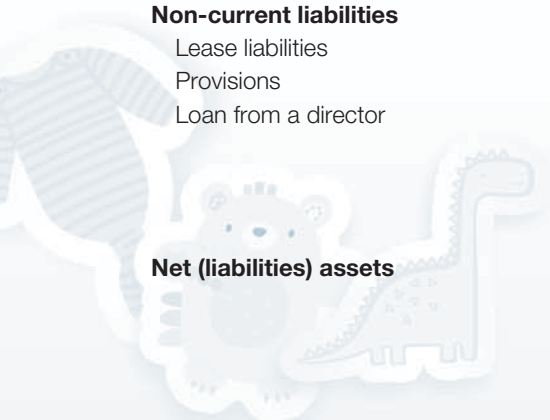 Non-current liabilities
Lease liabilities
Provisions
Loan from a director
Net (liabilities) assets